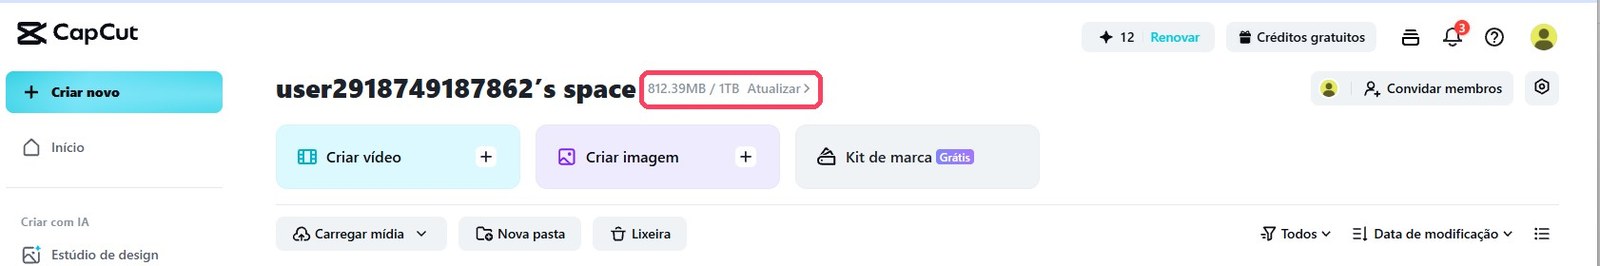 CapCut
12 Renovar
Créditos gratuitos
3
Criar novo
user2918749187862’s space 812.39MB / 1TB Atualizar
Convidar membros
Início
Criar vídeo
Criar imagem
Kit de marca Grátis
Criar com IA
Estúdio de design
Carregar mídia
Nova pasta
Lixeira
Todos
Data de modificação